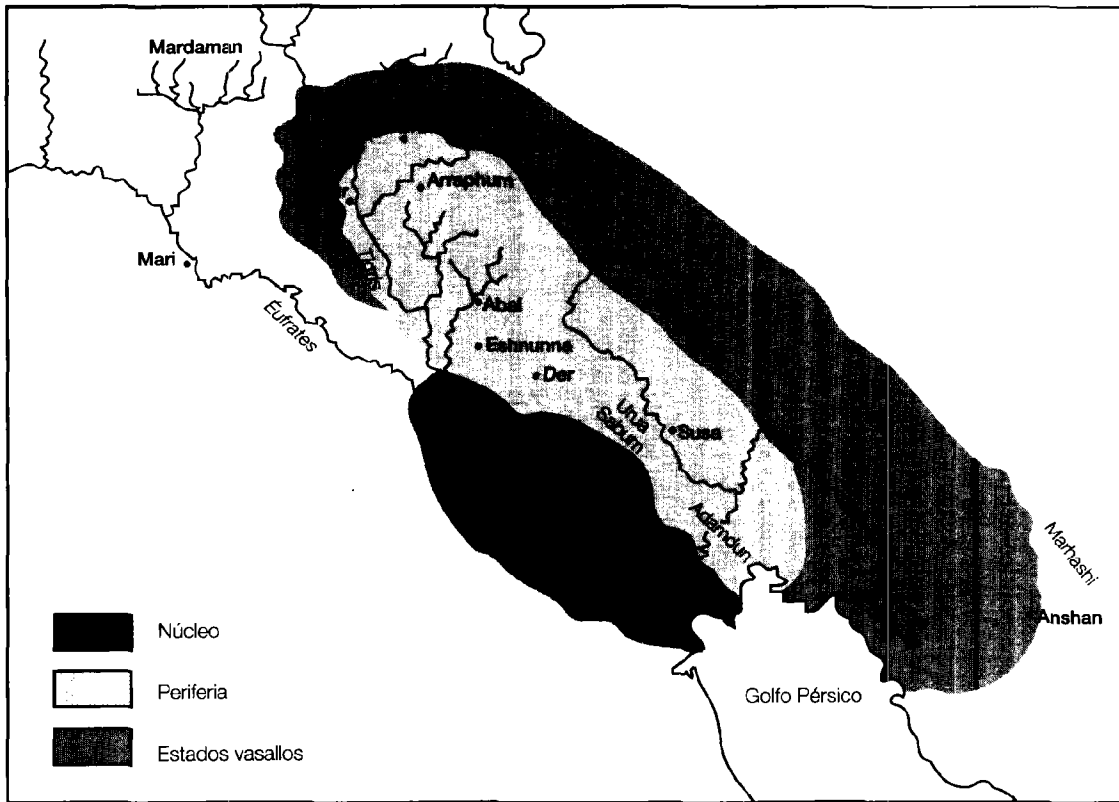 Mardaman
Arraphum
Tigris
Mari
Abal
Éufrates
Eshnunna
Der
Urua
Sabum
Susa
Adamdun
Marhashi
Anshan
Núcleo
Periferia
Golfo Pérsico
Estados vasallos